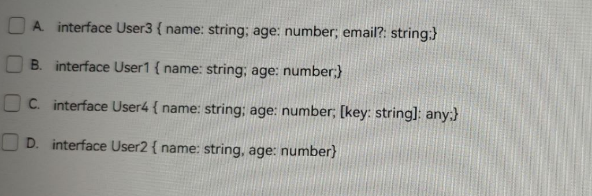 A. interface User3 { name: string; age: number; email?: string;}
B. interface User1 { name: string; age: number;}
C. interface User4 { name: string; age: number; [key: string]: any;}
D. interface User2 { name: string, age: number}